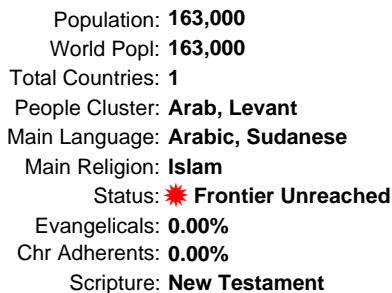 Population: 163,000
World Popl: 163,000
Total Countries: 1
People Cluster: Arab, Levant
Main Language: Arabic, Sudanese
Main Religion: Islam
Status: Frontier Unreached
Evangelicals: 0.00%
Chr Adherents: 0.00%
Scripture: New Testament